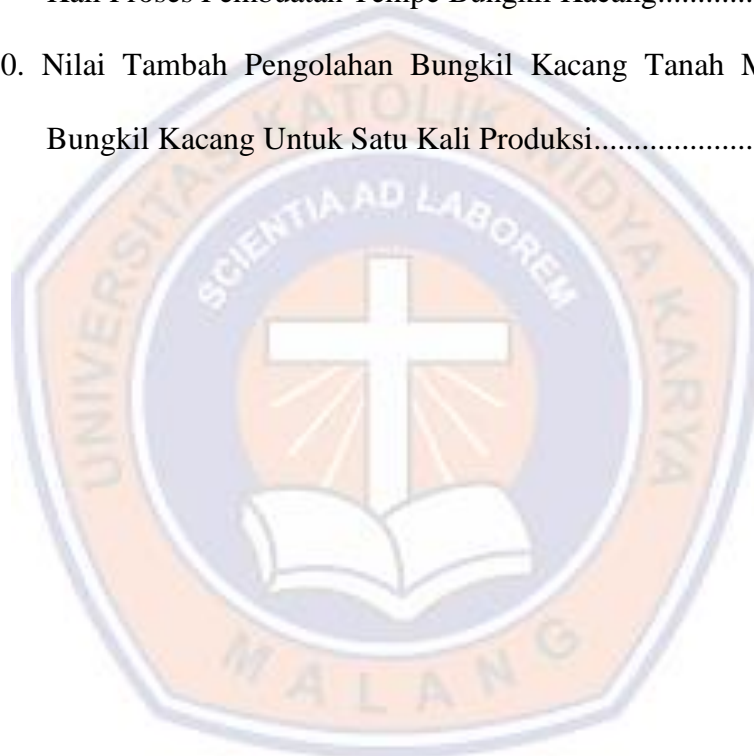 Kali Proses Pembuatan Tempe Bungkil Kacang.............
0. Nilai Tambah Pengolahan Bungkil Kacang Tanah M
Bungkil Kacang Untuk Satu Kali Produksi....................
UNIVERSITAS KATOLIK WIDYA KARYA
SCIENTIA AD LABOREM
MALANG